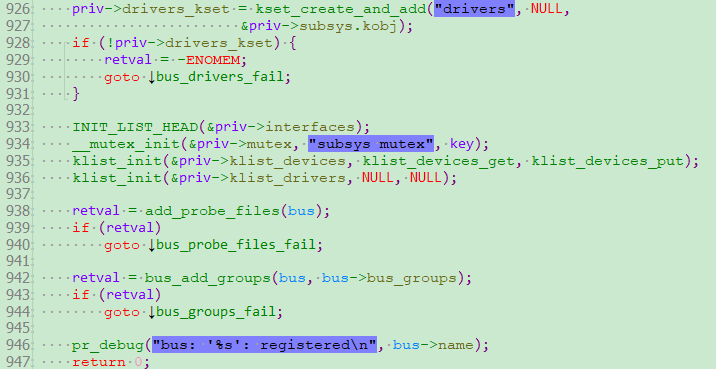 926 priv->drivers_kset = kset_create_and_add("drivers", NULL,
927 &priv->subsys.kobj);
928 if (!priv->drivers_kset) {
929 retval = -ENOMEM;
930 goto ↓bus_drivers_fail;
931 }
932
933 INIT_LIST_HEAD(&priv->interfaces);
934 __mutex_init(&priv->mutex, "subsys mutex", key);
935 klist_init(&priv->klist_devices, klist_devices_get, klist_devices_put);
936 klist_init(&priv->klist_drivers, NULL, NULL);
937
938 retval = add_probe_files(bus);
939 if (retval)
940 goto ↓bus_probe_files_fail;
941
942 retval = bus_add_groups(bus, bus->bus_groups);
943 if (retval)
944 goto ↓bus_groups_fail;
945
946 pr_debug("bus: '%s': registered\n", bus->name);
947 return 0;